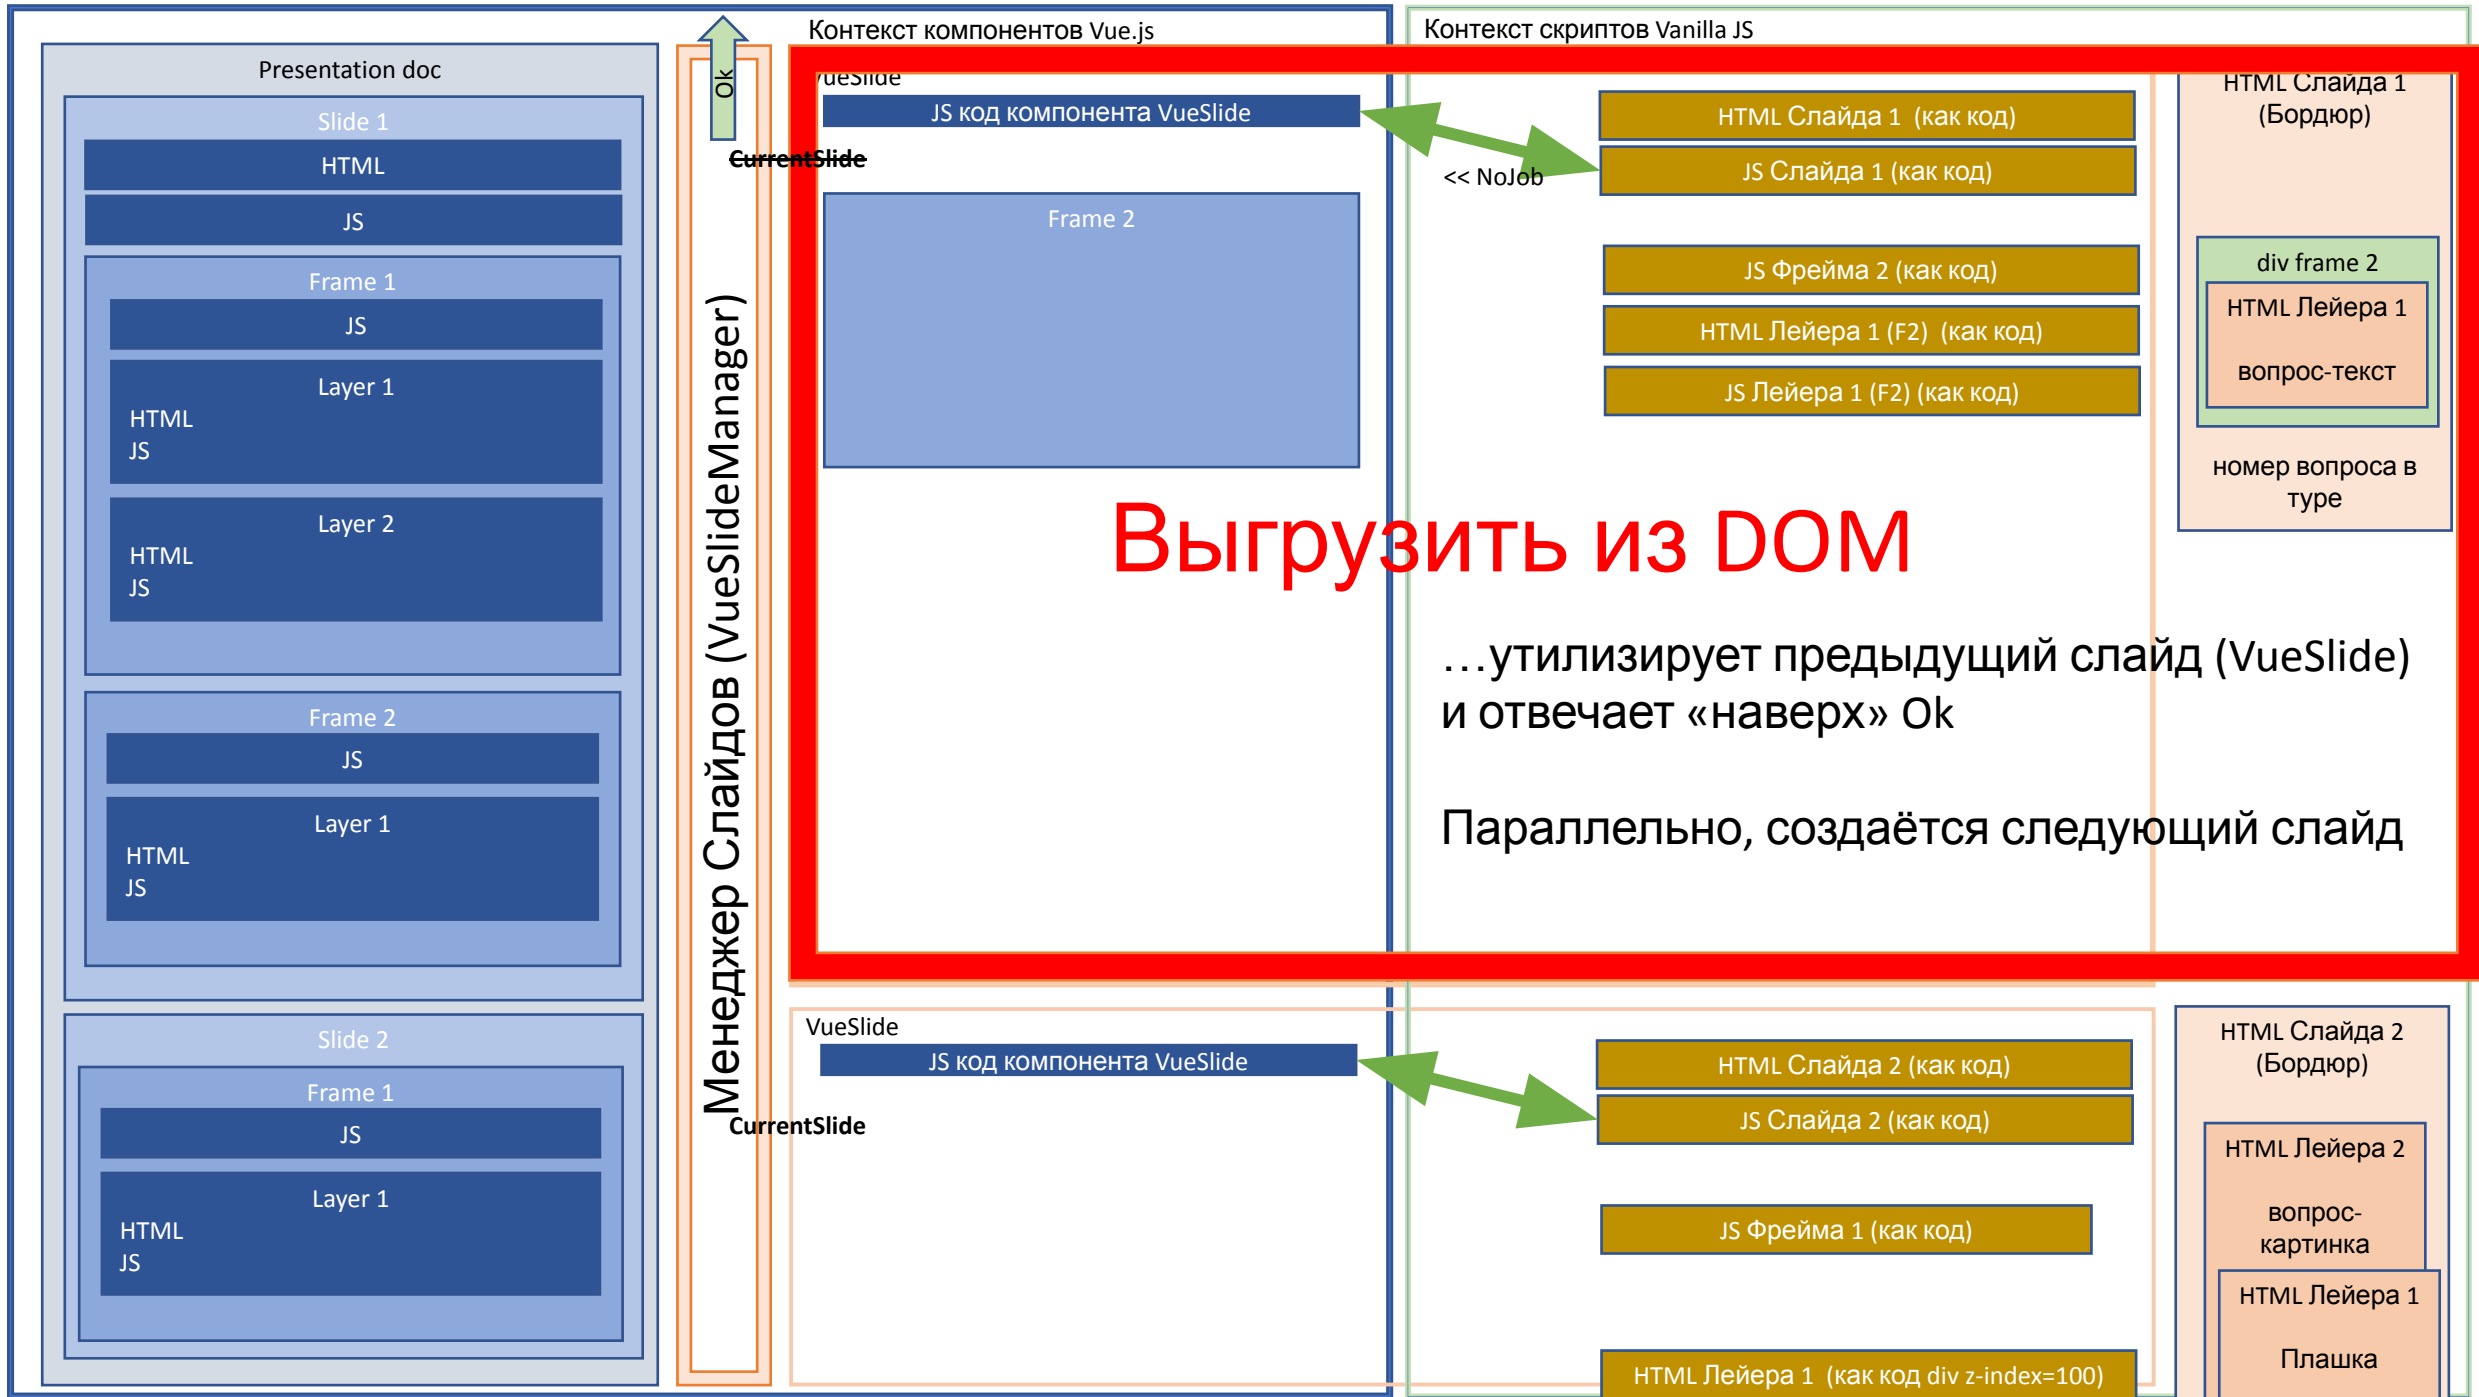 Контекст компонентов Vue.js
Контекст скриптов Vanilla JS
Presentation doc
Slide 1
HTML
JS
Frame 1
JS
Layer 1
HTML
JS
Layer 2
HTML
JS
Frame 2
JS
Layer 1
HTML
JS
Slide 2
Frame 1
JS
Layer 1
HTML
JS
Ok
Менеджер Слайдов (VueSlideManager)
VueSlide
JS код компонента VueSlide
CurrentSlide
Frame 2
<< NoJob
HTML Слайда 1 (как код)
JS Слайда 1 (как код)
JS Фрейма 2 (как код)
HTML Лейера 1 (F2) (как код)
JS Лейера 1 (F2) (как код)
HTML Слайда 1
(Бордюр)
div frame 2
HTML Лейера 1
вопрос-текст
номер вопроса в
туре
Выгрузить из DOM
...утилизирует предыдущий слайд (VueSlide)
и отвечает «наверх» Ok
Параллельно, создаётся следующий слайд
VueSlide
JS код компонента VueSlide
CurrentSlide
HTML Слайда 2 (как код)
JS Слайда 2 (как код)
JS Фрейма 1 (как код)
HTML Лейера 1 (как код div z-index=100)
HTML Слайда 2
(Бордюр)
HTML Лейера 2
вопрос-
картинка
HTML Лейера 1
Плашка